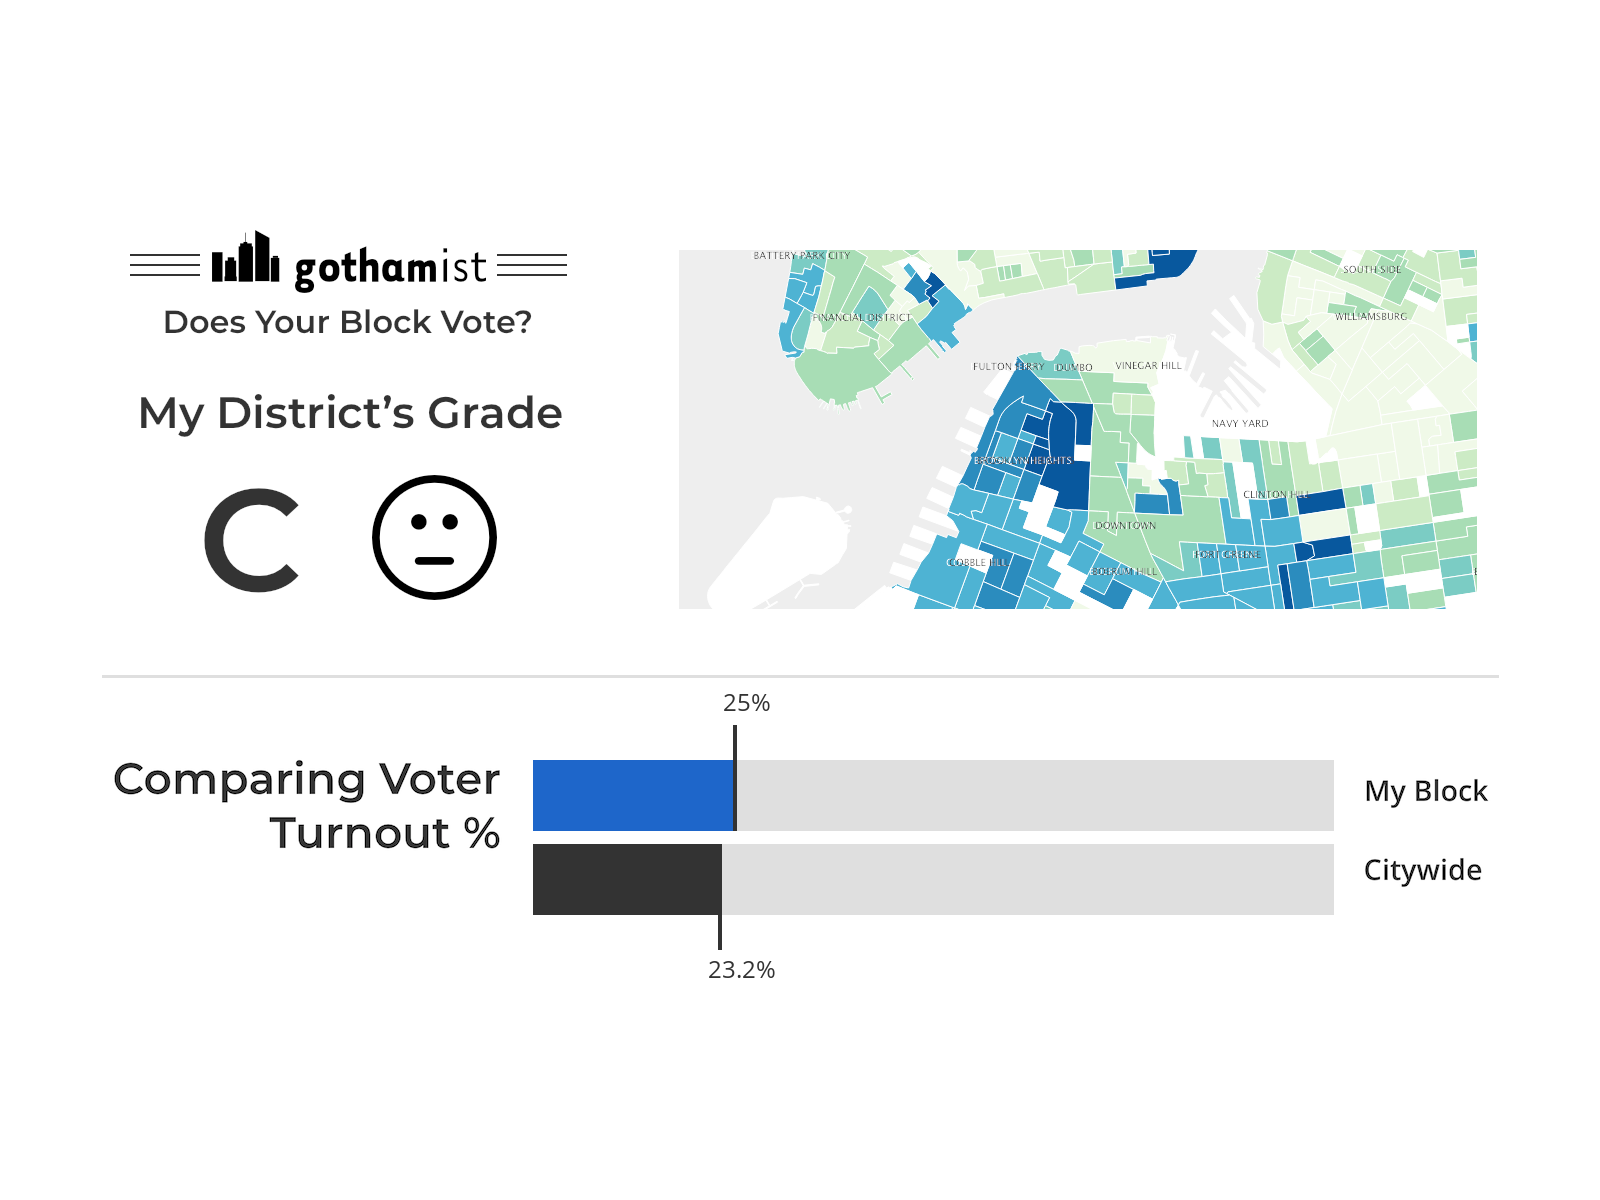 gothamist
Does Your Block Vote?
My District's Grade
C
BATTERY PARK CITY
SOUTH SIDE
FINANCIAL DISTRICT
WILLIAMSBURG
FULTON FERRY
DUMBO
VINEGAR HILL
NAVY YARD
BROOKLYN HEIGHTS
CLINTON HILL
DOWNTOWN
FORT GREENE
COBBLE HILL
BOERUM HILL
25%
Comparing Voter
Turnout %
My Block
Citywide
23.2%